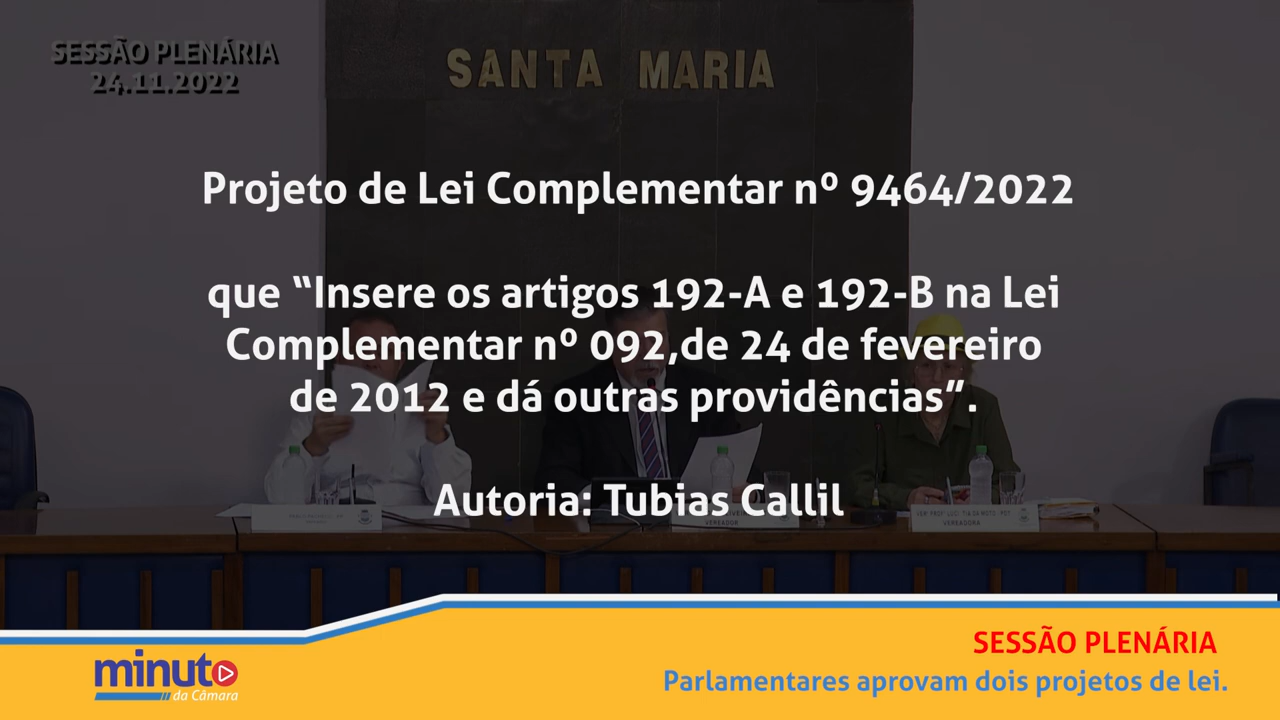 SESSÃO PLENÁRIA
24.11.2022
SANTA MARIA
Projeto de Lei Complementar nº 9464/2022
que “Insere os artigos 192-A e 192-B na Lei
Complementar nº 092,de 24 de fevereiro
de 2012 e dá outras providências”.
Autoria: Tubias Callil
VEREADOR
VEREADORA
SESSÃO PLENÁRIA
Parlamentares aprovam dois projetos de lei.
minuto
da Câmara